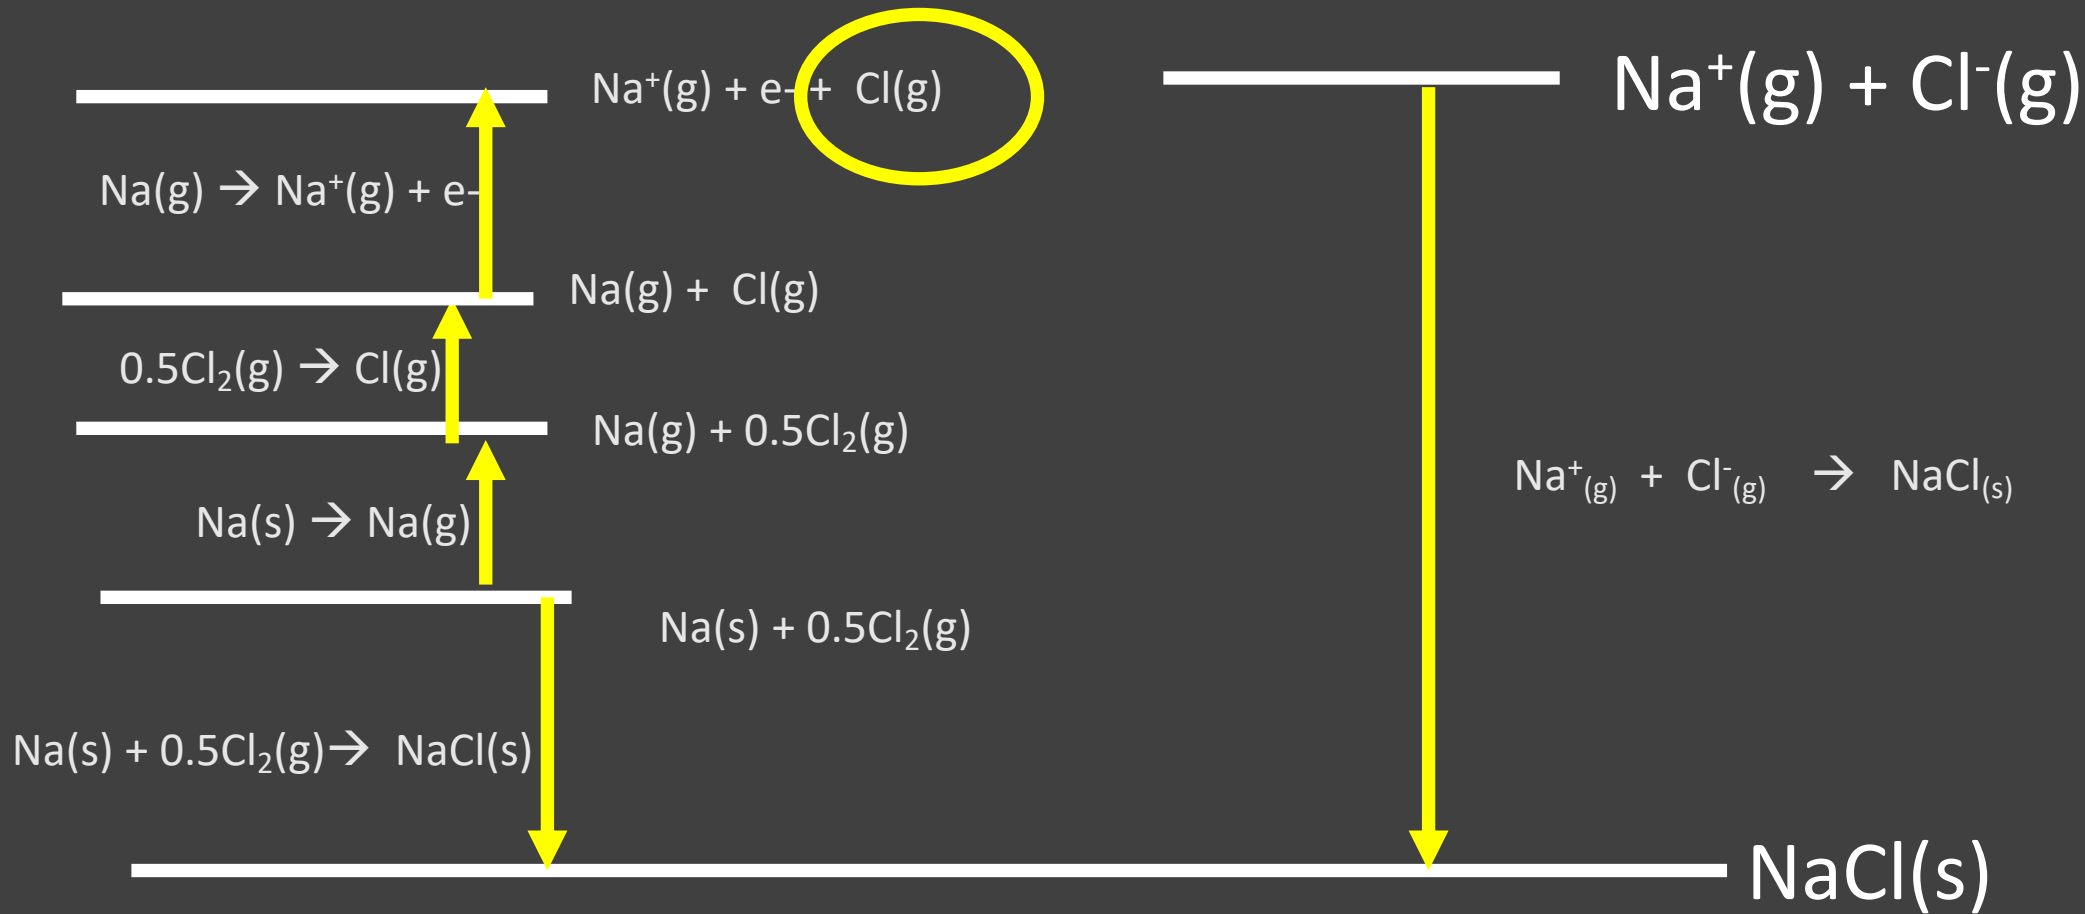 Na⁺(g) + e- + Cl(g)
Na⁺(g) + Cl⁻(g)
Na(g) → Na⁺(g) + e-
Na(g) + Cl(g)
0.5Cl₂(g) → Cl(g)
Na(g) + 0.5Cl₂(g)
Na⁺₍g₎ + Cl⁻₍g₎ → NaCl₍s₎
Na(s) → Na(g)
Na(s) + 0.5Cl₂(g)
Na(s) + 0.5Cl₂(g)→ NaCl(s)
NaCl(s)